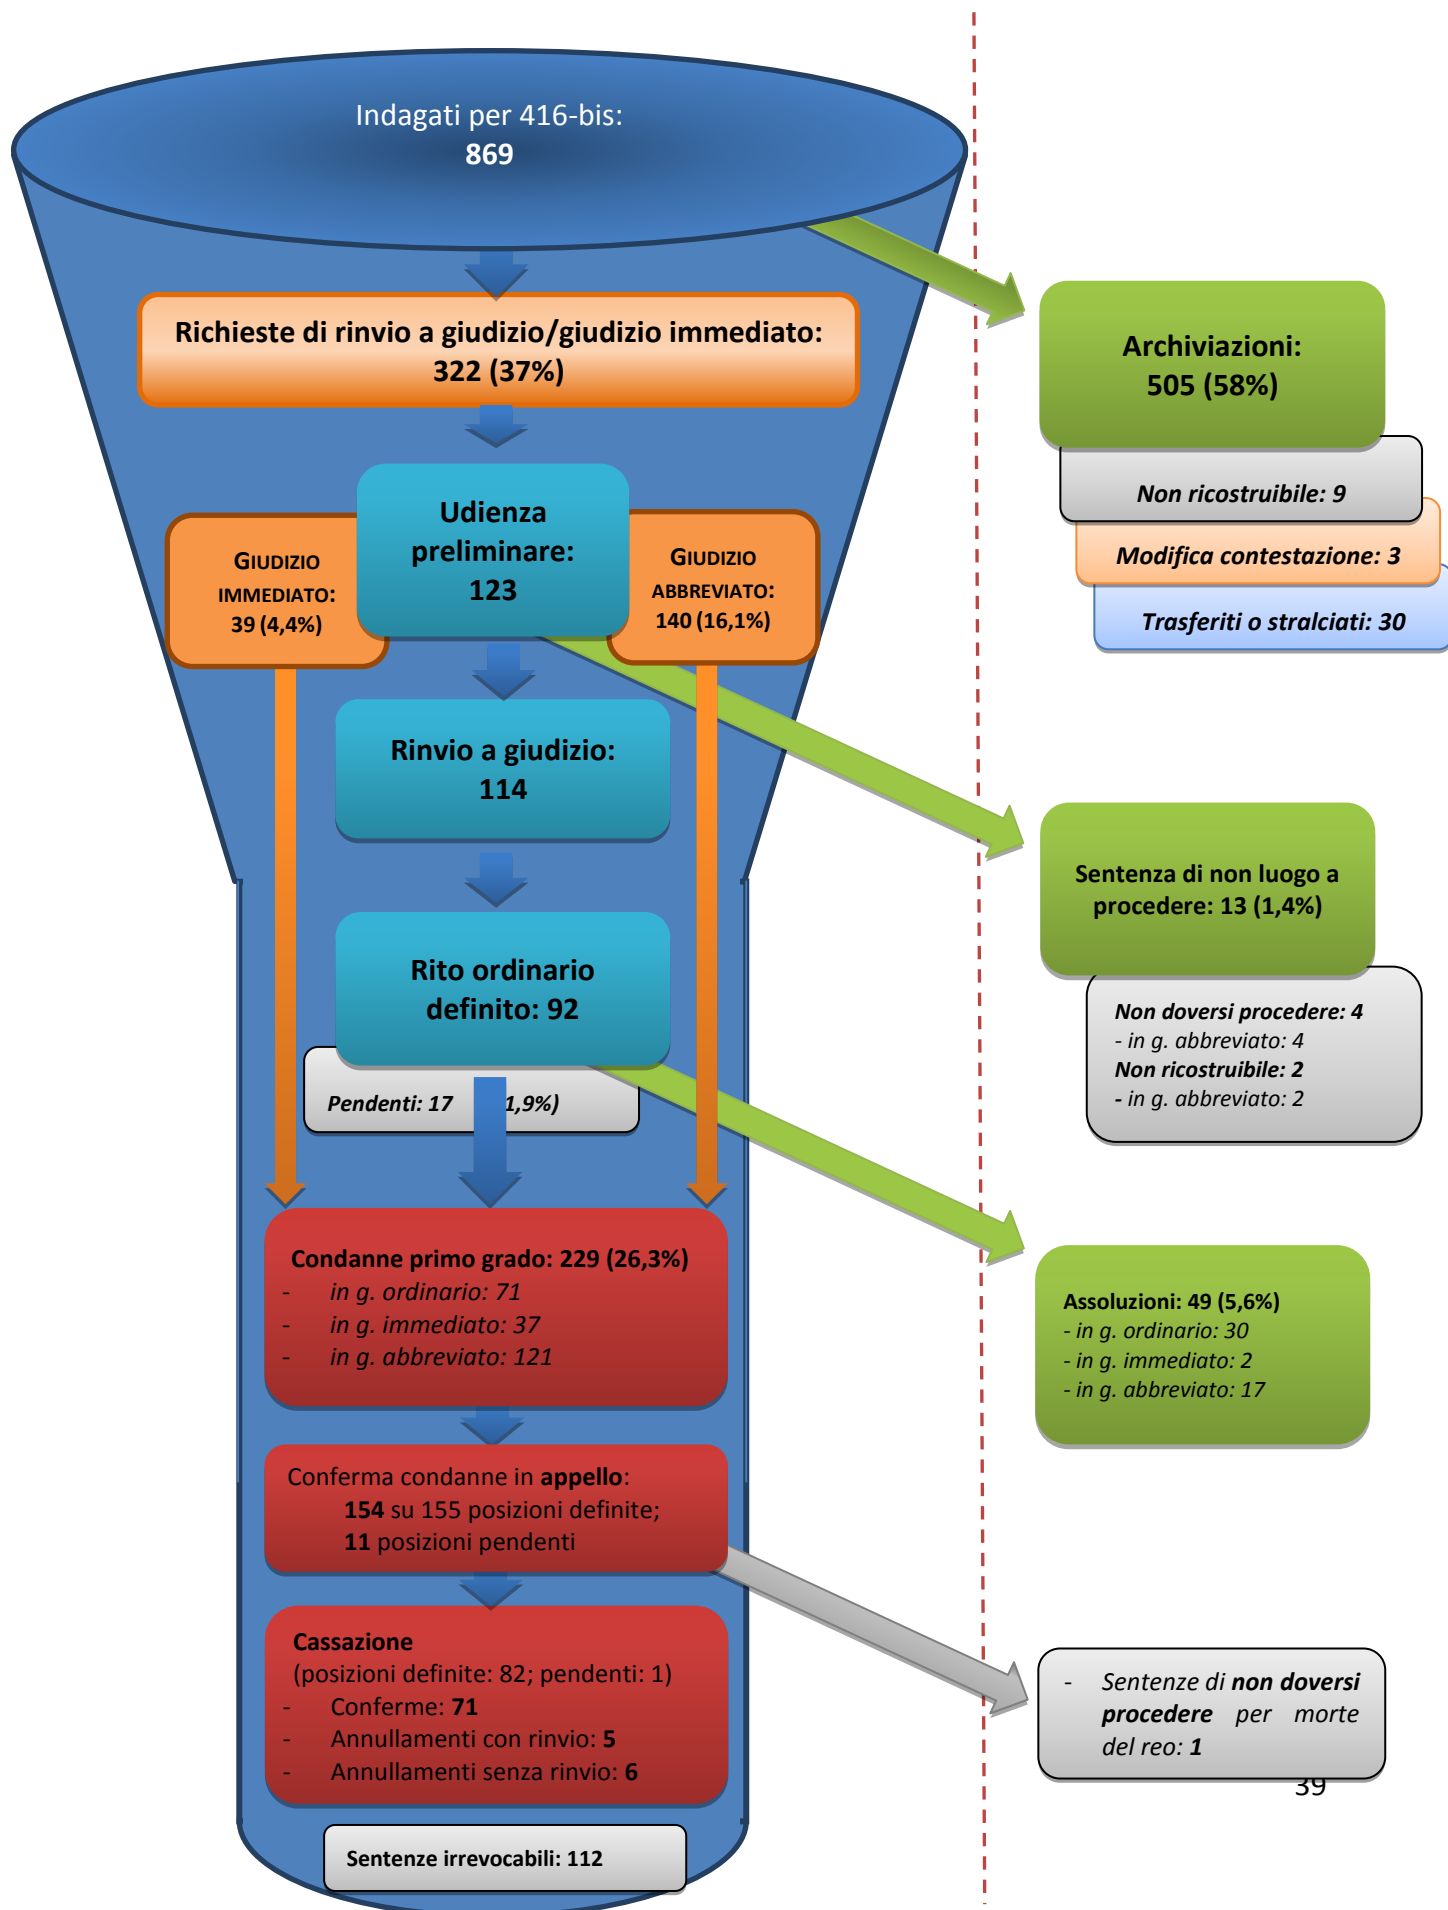 Indagati per 416-bis:
869
Richieste di rinvio a giudizio/giudizio immediato:
322 (37%)
Archiviazioni:
505 (58%)
Non ricostruibile: 9
Modifica contestazione: 3
Trasferiti o stralciati: 30
Udienza
preliminare:
123
GIUDIZIO
IMMEDIATO:
39 (4,4%)
GIUDIZIO
ABBREVIATO:
140 (16,1%)
Rinvio a giudizio:
114
Sentenza di non luogo a
procedere: 13 (1,4%)
Non doversi procedere: 4
- in g. abbreviato: 4
Non ricostruibile: 2
- in g. abbreviato: 2
Rito ordinario
definito: 92
Pendenti: 17 1,9%)
Condanne primo grado: 229 (26,3%)
- in g. ordinario: 71
- in g. immediato: 37
- in g. abbreviato: 121
Assoluzioni: 49 (5,6%)
- in g. ordinario: 30
- in g. immediato: 2
- in g. abbreviato: 17
Conferma condanne in appello:
154 su 155 posizioni definite;
11 posizioni pendenti
Cassazione
(posizioni definite: 82; pendenti: 1)
- Conferme: 71
- Annullamenti con rinvio: 5
- Annullamenti senza rinvio: 6
- Sentenze di non doversi
procedere per morte
del reo: 1
39
Sentenze irrevocabili: 112